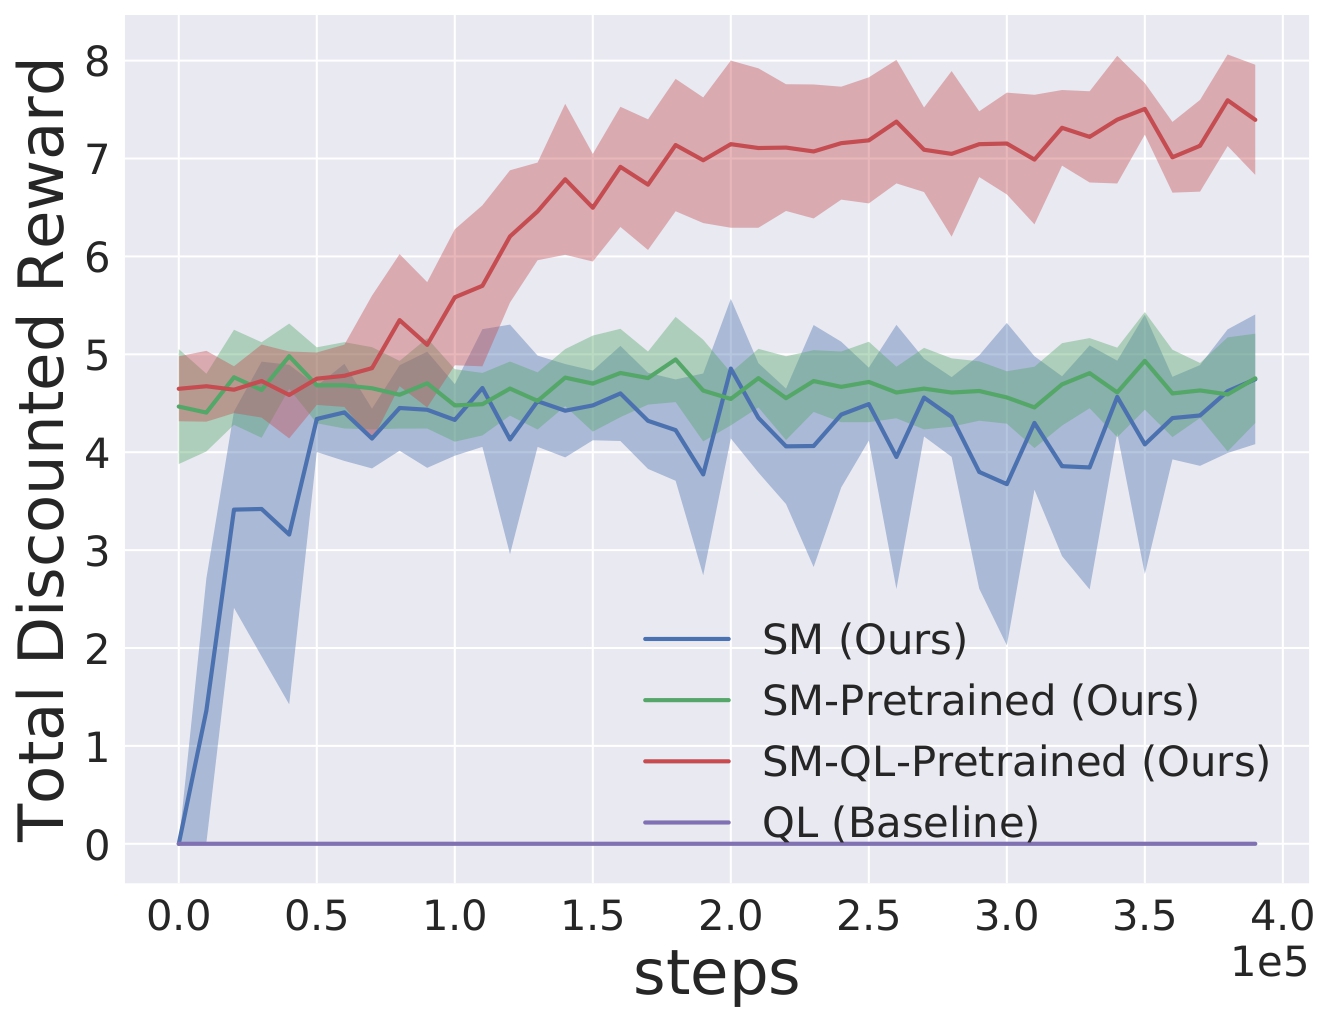 Total Discounted Reward
8
7
6
5
4
3
2
1
0
SM (Ours)
SM-Pretrained (Ours)
SM-QL-Pretrained (Ours)
QL (Baseline)
0.0 0.5 1.0 1.5 2.0 2.5 3.0 3.5 4.0
1e5
steps